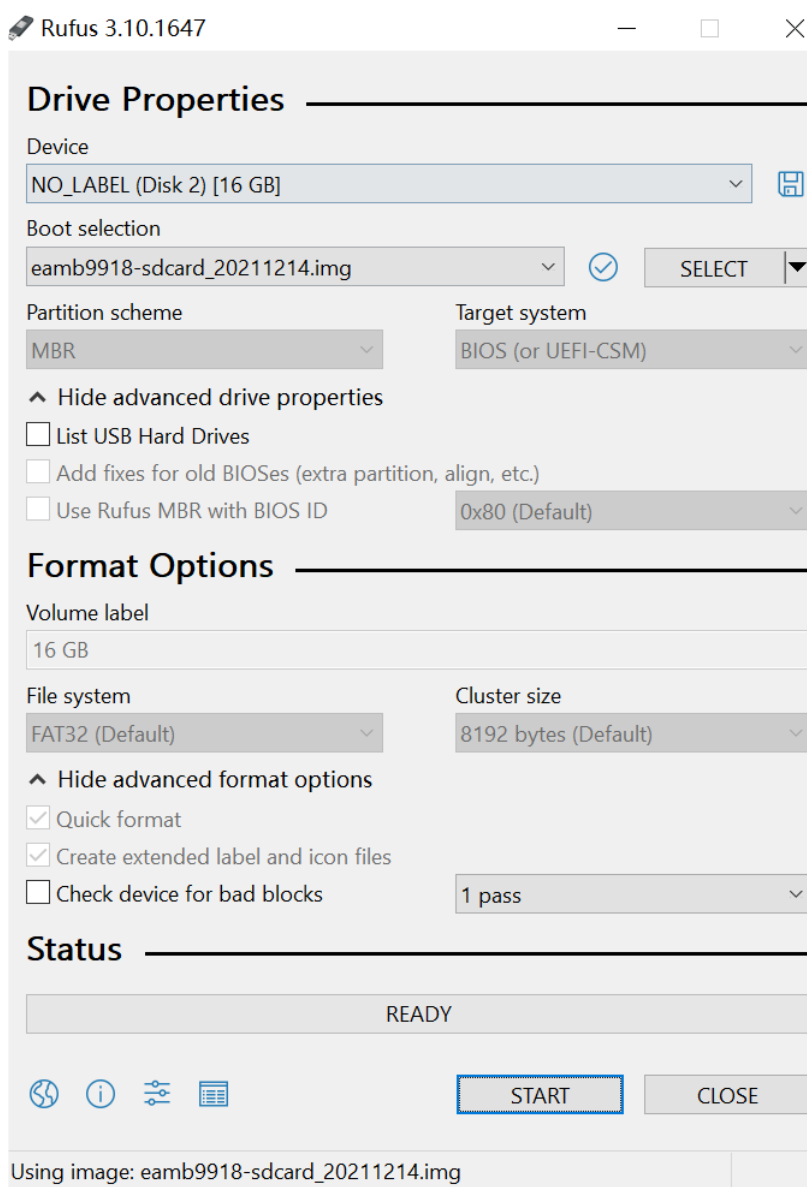 Rufus 3.10.1647
Drive Properties
Device
NO_LABEL (Disk 2) [16 GB]
Boot selection
eamb9918-sdcard_20211214.img
SELECT
Partition scheme
Target system
MBR
BIOS (or UEFI-CSM)
Hide advanced drive properties
List USB Hard Drives
Add fixes for old BIOSes (extra partition, align, etc.)
Use Rufus MBR with BIOS ID
0x80 (Default)
Format Options
Volume label
16 GB
File system
Cluster size
FAT32 (Default)
8192 bytes (Default)
Hide advanced format options
Quick format
Create extended label and icon files
Check device for bad blocks
1 pass
Status
READY
START
CLOSE
Using image: eamb9918-sdcard_20211214.img